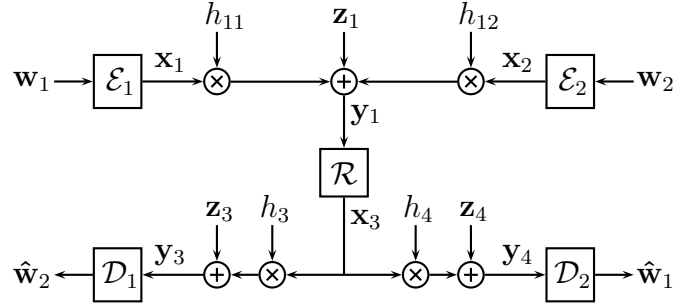 h₁₁ z₁ h₁₂
w₁ ℰ₁ x₁ × + × x₂ ℰ₂ w₂
y₁
ℛ
z₃ h₃ x₃ h₄ z₄
ŵ₂ 𝒟₁ y₃ + × × + y₄ 𝒟₂ ŵ₁